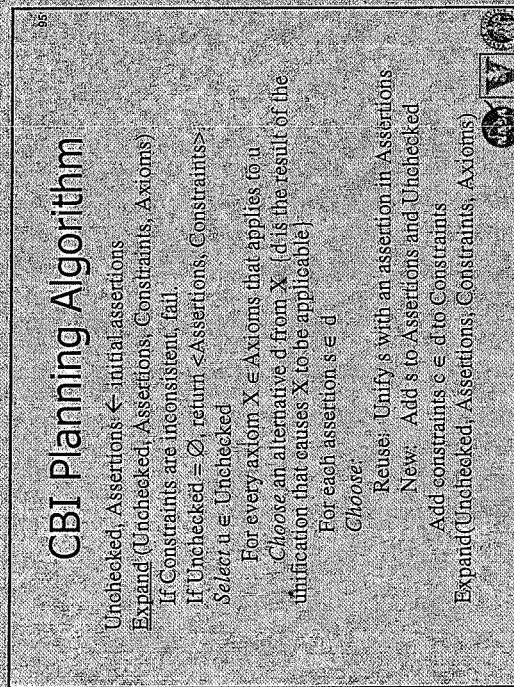 95
CBI Planning Algorithm
Unchecked, Assertions ← initial assertions
Expand (Unchecked, Assertions, Constraints, Axioms)
If Constraints are inconsistent, fail.
If Unchecked = ∅, return <Assertions, Constraints>
Select u ∈ Unchecked
For every axiom X ∈ Axioms that applies to u
Choose an alternative d from X {d is the result of the
unification that causes X to be applicable}
For each assertion s ∈ d
Choose:
Reuse: Unify s with an assertion in Assertions
New: Add s to Assertions and Unchecked
Add constraints c ∈ d to Constraints
Expand(Unchecked, Assertions, Constraints, Axioms)
NASA